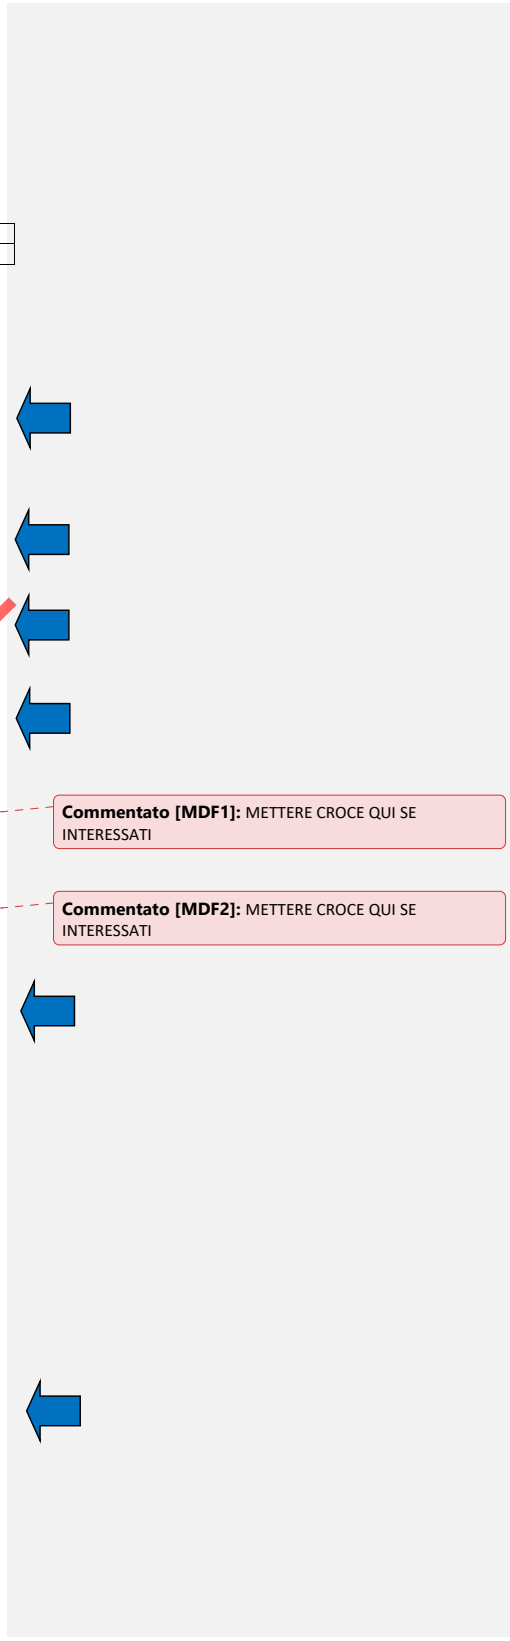 Commentato [MDF1]: METTERE CROCE QUI SE
INTERESSATI
Commentato [MDF2]: METTERE CROCE QUI SE
INTERESSATI